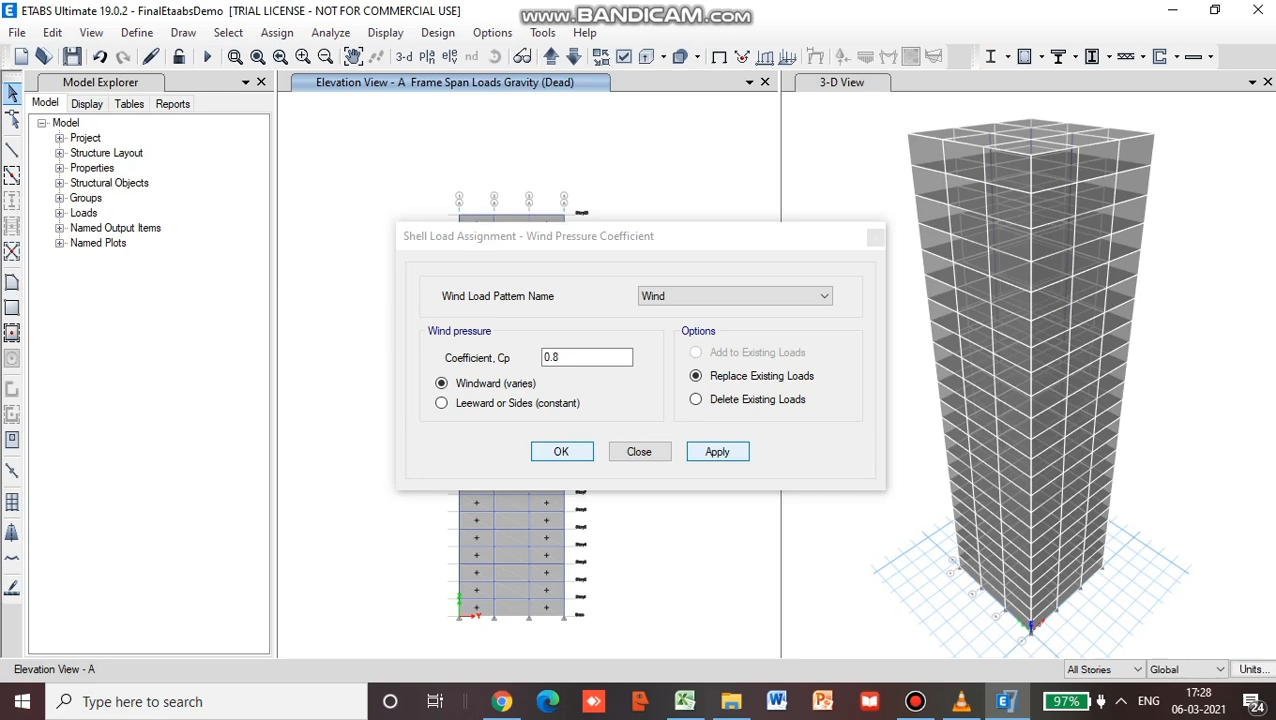 ETABS Ultimate 19.0.2 - FinalEtaabsDemo [TRIAL LICENSE - NOT FOR COMMERCIAL USE]
www.BANDICAM.com
File Edit View Define Draw Select Assign Analyze Display Design Options Tools Help
3-d
Model Explorer
Elevation View - A Frame Span Loads Gravity (Dead)
3-D View
Model Display Tables Reports
Model
Project
Structure Layout
Properties
Structural Objects
Groups
Loads
Named Output Items
Named Plots
Shell Load Assignment - Wind Pressure Coefficient
Wind Load Pattern Name
Wind
Wind pressure
Coefficient, Cp
0.8
Windward (varies)
Leeward or Sides (constant)
Options
Add to Existing Loads
Replace Existing Loads
Delete Existing Loads
OK
Close
Apply
Y
Elevation View - A
All Stories
Global
Units...
Type here to search
97%
ENG
17:28
06-03-2021
24